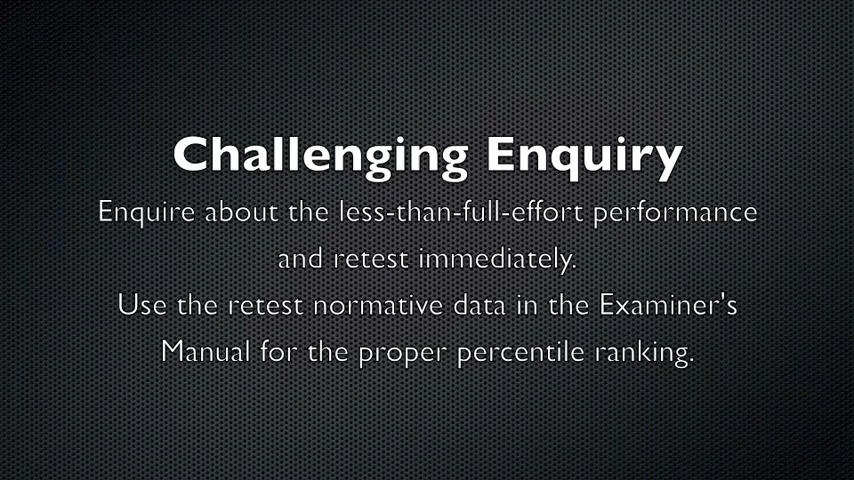 Challenging Enquiry
Enquire about the less-than-full-effort performance
and retest immediately.
Use the retest normative data in the Examiner's
Manual for the proper percentile ranking.